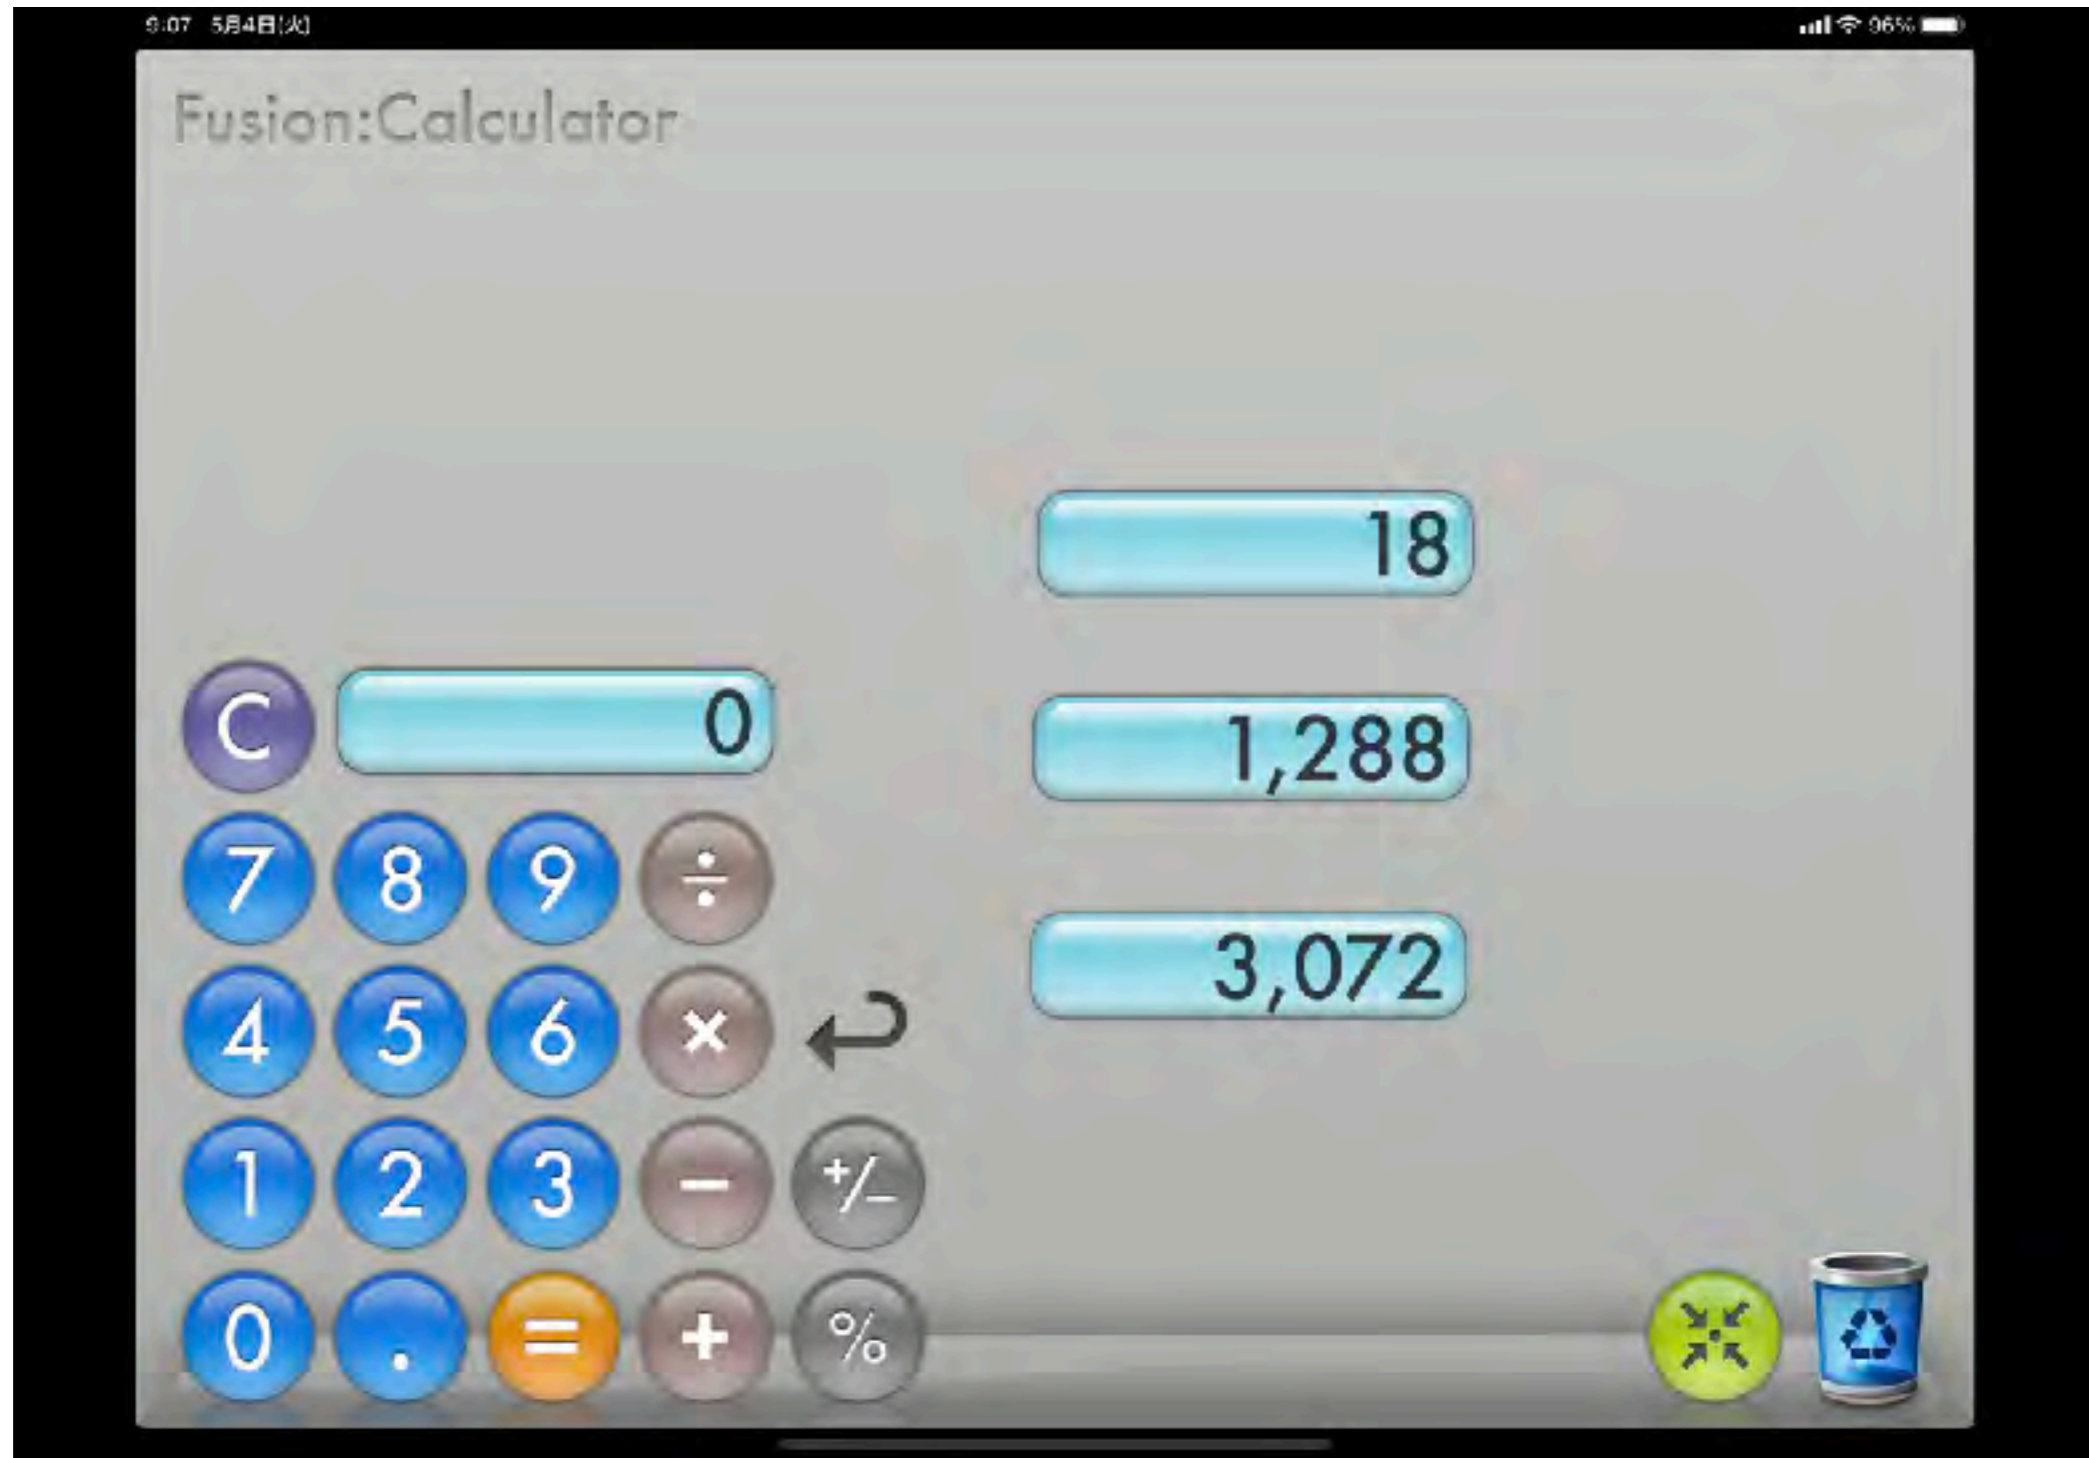 9:07 5月4日(火)
96%
Fusion:Calculator
18
C 0
1,288
7 8 9 ÷
3,072
4 5 6 ×
1 2 3 − +/−
0 . = + %